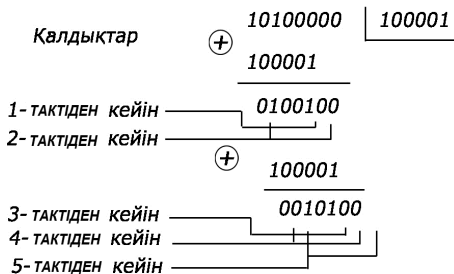 10100000 100001
Қалдықтар
100001
1- ТАКТІДЕН кейін 0100100
2- ТАКТІДЕН кейін
100001
3- ТАКТІДЕН кейін 0010100
4- ТАКТІДЕН кейін
5- ТАКТІДЕН кейін